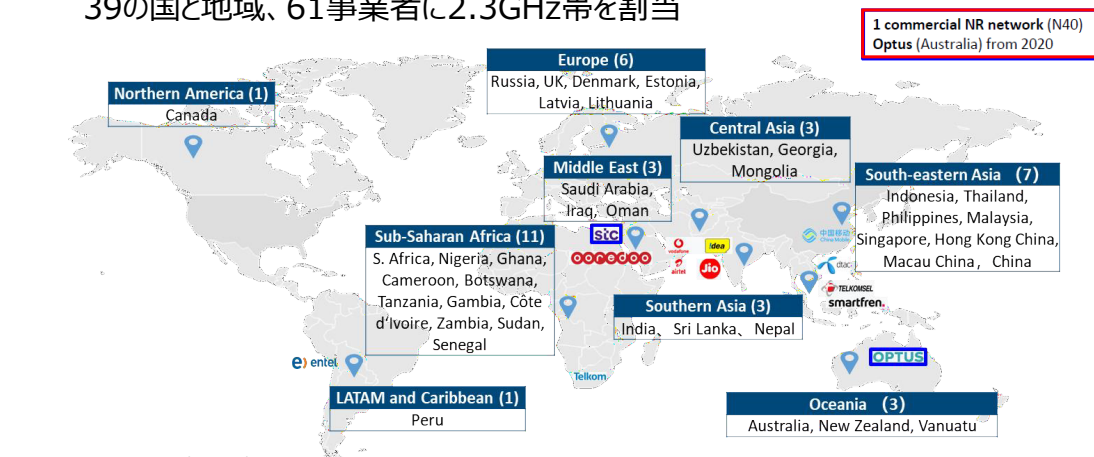 39の国と地域、61事業者に2.3GHz帯を割当
1 commercial NR network (N40)
Optus (Australia) from 2020
Europe (6)
Russia, UK, Denmark, Estonia,
Latvia, Lithuania
Northern America (1)
Canada
Central Asia (3)
Uzbekistan, Georgia,
Mongolia
Middle East (3)
Saudi Arabia,
Iraq, Oman
South-eastern Asia (7)
Indonesia, Thailand,
Philippines, Malaysia,
Singapore, Hong Kong China,
Macau China, China
Sub-Saharan Africa (11)
S. Africa, Nigeria, Ghana,
Cameroon, Botswana,
Tanzania, Gambia, Côte
d'Ivoire, Zambia, Sudan,
Senegal
stc
ooredoo
vodafone
idea
airtel
Jio
中国移动
China Mobile
dtac
TELKOMSEL
smartfren.
Southern Asia (3)
India、Sri Lanka、Nepal
e) entel
Telkom
OPTUS
LATAM and Caribbean (1)
Peru
Oceania (3)
Australia, New Zealand, Vanuatu